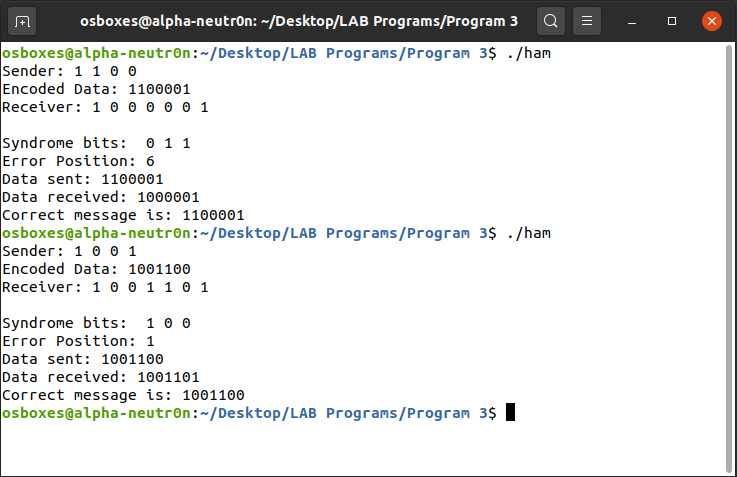 osboxes@alpha-neutr0n: ~/Desktop/LAB Programs/Program 3
osboxes@alpha-neutr0n:~/Desktop/LAB Programs/Program 3$ ./ham
Sender: 1 1 0 0
Encoded Data: 1100001
Receiver: 1 0 0 0 0 0 1
Syndrome bits:  0 1 1
Error Position: 6
Data sent: 1100001
Data received: 1000001
Correct message is: 1100001
osboxes@alpha-neutr0n:~/Desktop/LAB Programs/Program 3$ ./ham
Sender: 1 0 0 1
Encoded Data: 1001100
Receiver: 1 0 0 1 1 0 1
Syndrome bits:  1 0 0
Error Position: 1
Data sent: 1001100
Data received: 1001101
Correct message is: 1001100
osboxes@alpha-neutr0n:~/Desktop/LAB Programs/Program 3$